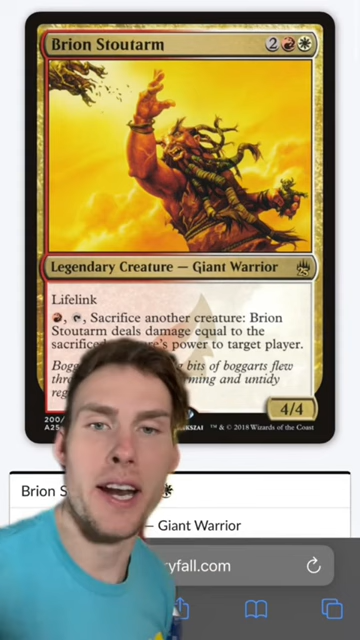 Brion Stoutarm 2
Legendary Creature — Giant Warrior
Lifelink
, , Sacrifice another creature: Brion
Stoutarm deals damage equal to the
sacrificed power to target player.
bits of boggarts flew
and untidy
4/4
200/
A25 ™ & © 2018 Wizards of the Coast
Brion S
— Giant Warrior
ryfall.com